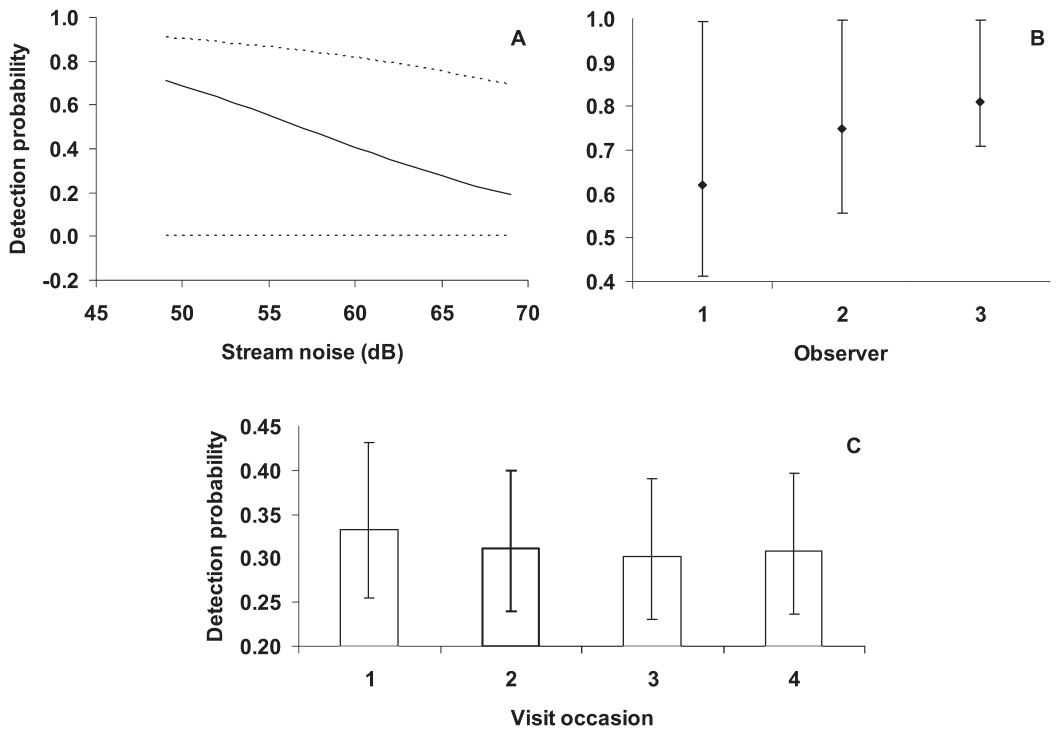 A
Detection probability
1.0
0.8
0.6
0.4
0.2
0.0
-0.2
45 50 55 60 65 70
Stream noise (dB)
B
1.0
0.9
0.8
0.7
0.6
0.5
0.4
1 2 3
Observer
C
Detection probability
0.45
0.40
0.35
0.30
0.25
0.20
1 2 3 4
Visit occasion